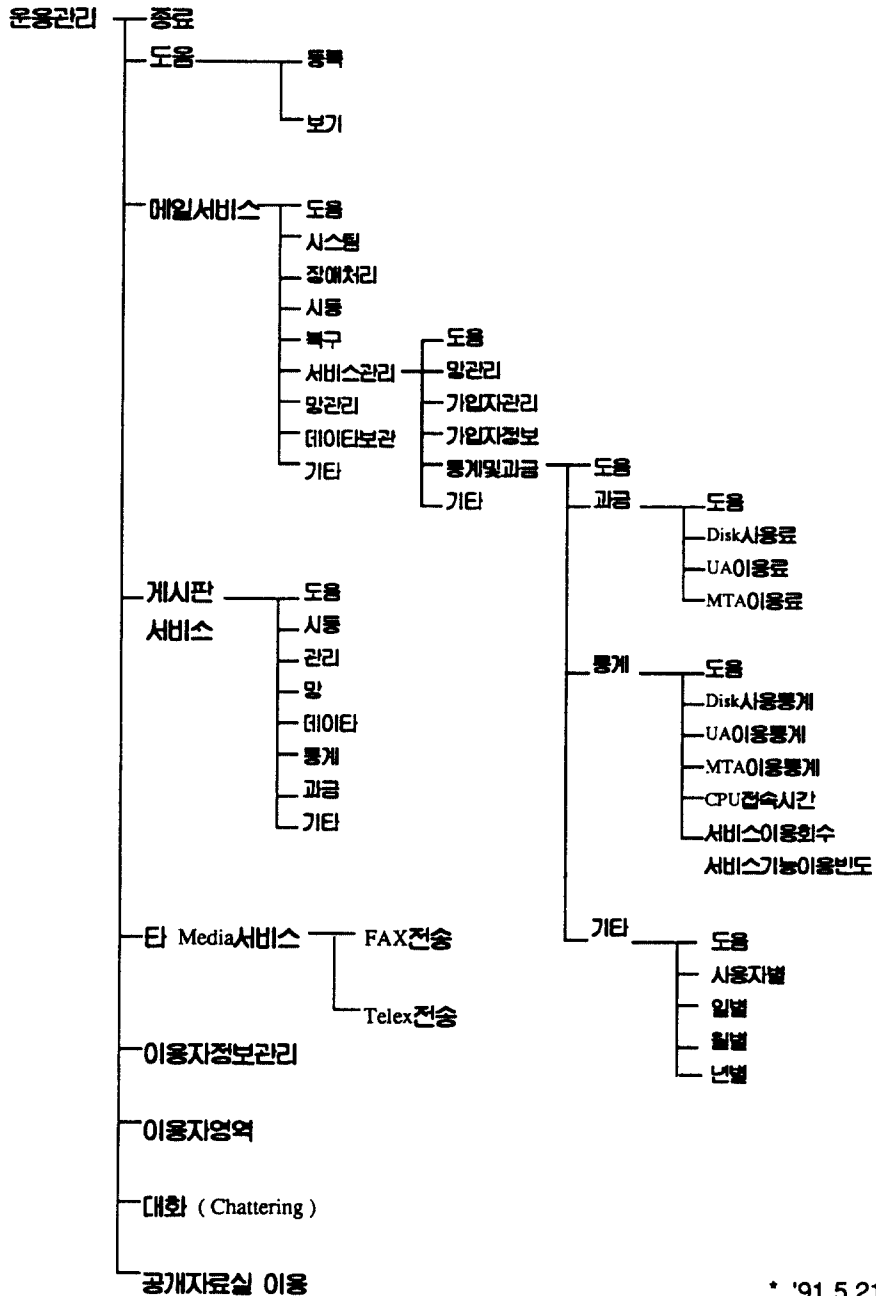 운용관리
종료
도움
등록
보기
메일서비스
도움
시스팀
장애처리
시동
복구
서비스관리
망관리
데이타보관
기타
도움
망관리
가입자관리
가입자정보
통계및과금
기타
도움
과금
도움
Disk사용료
UA이용료
MTA이용료
통계
도움
Disk사용통계
UA이용통계
MTA이용통계
CPU접속시간
서비스이용회수
서비스기능이용빈도
기타
도움
사용자별
일별
월별
년별
게시판
서비스
도움
시동
관리
망
데이타
통계
과금
기타
타 Media서비스
FAX전송
Telex전송
이용자정보관리
이용자영역
대화 ( Chattering )
공개자료실 이용
* '91.5.21